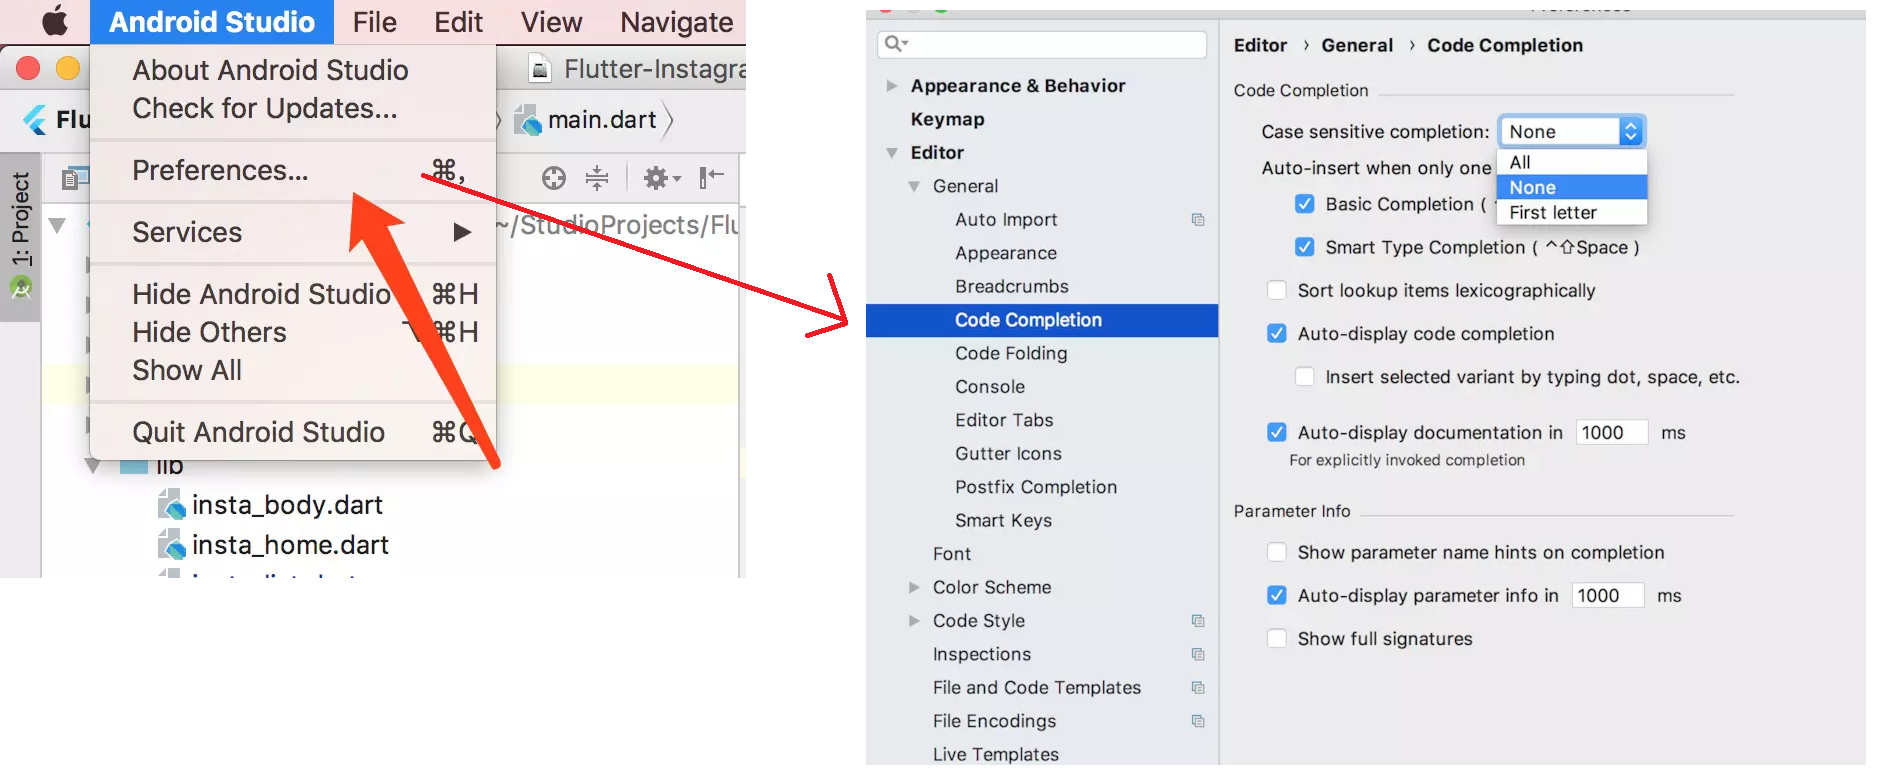 Android Studio File Edit View Navigate
About Android Studio
Check for Updates...
Preferences... ⌘,
Services
Hide Android Studio ⌘H
Hide Others ⌥⌘H
Show All
Quit Android Studio ⌘Q
Flutter-Instagra
Flu
main.dart
1: Project
~/StudioProjects/Flu
lib
insta_body.dart
insta_home.dart
Preferences
Appearance & Behavior
Keymap
Editor
General
Auto Import
Appearance
Breadcrumbs
Code Completion
Code Folding
Console
Editor Tabs
Gutter Icons
Postfix Completion
Smart Keys
Font
Color Scheme
Code Style
Inspections
File and Code Templates
File Encodings
Live Templates
Editor › General › Code Completion
Code Completion
Case sensitive completion: None
All
None
First letter
Auto-insert when only one
Basic Completion (
Smart Type Completion ( ^⇧Space )
Sort lookup items lexicographically
Auto-display code completion
Insert selected variant by typing dot, space, etc.
Auto-display documentation in 1000 ms
For explicitly invoked completion
Parameter Info
Show parameter name hints on completion
Auto-display parameter info in 1000 ms
Show full signatures